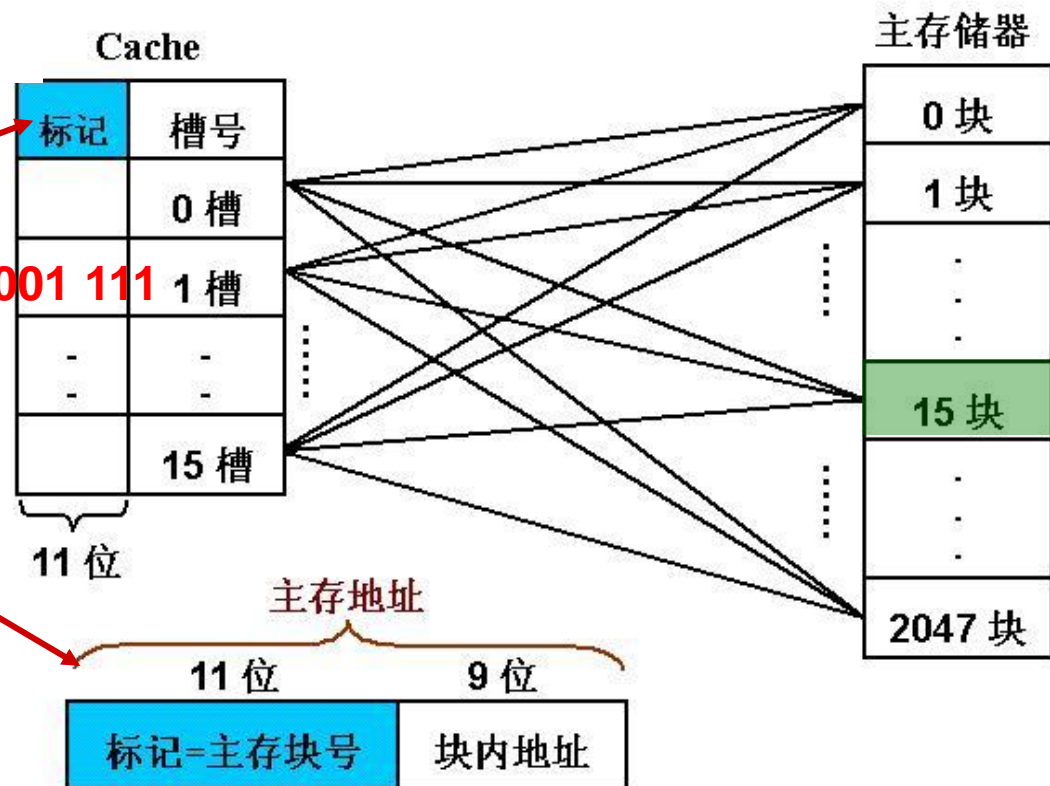 Cache
主存储器
标记 槽号
0 槽
001 111 1 槽
- -
- -
15 槽
11 位
0 块
1 块
-
-
-
15 块
-
-
-
2047 块
主存地址
11 位 9 位
标记=主存块号 块内地址